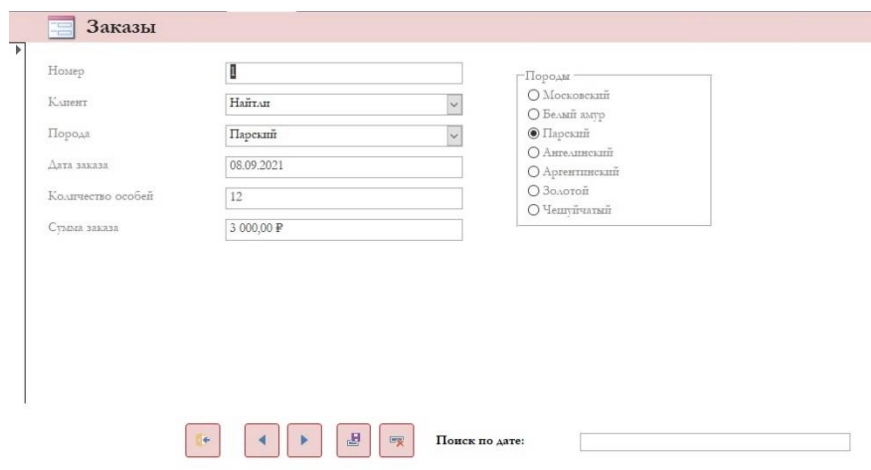 Заказы
Номер 1
Клиент Найтли
Порода Парский
Дата заказа 08.09.2021
Количество особей 12
Сумма заказа 3 000,00 ₽
Породы
Московский
Белый амур
Парский
Ангелинский
Аргентинский
Золотой
Чешуйчатый
Поиск по дате: